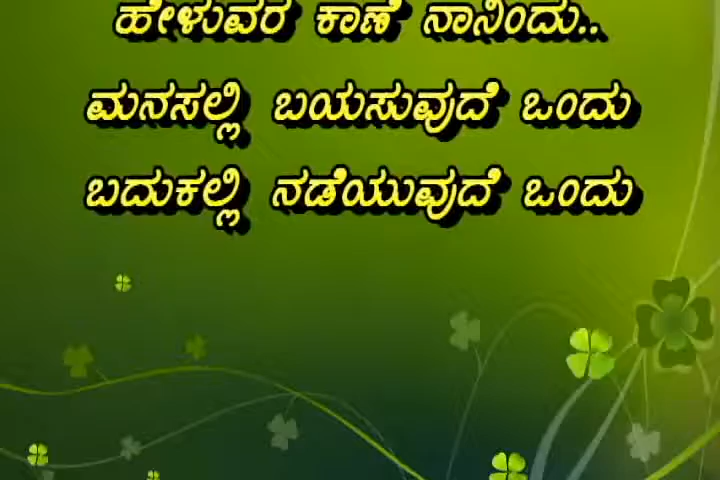 ಹೇಳುವರ ಕಾಣೆ ನಾನಿಂದು..
ಮನಸಲ್ಲಿ ಬಯಸುವುದೆ ಒಂದು
ಬದುಕಲ್ಲಿ ನಡೆಯುವುದೆ ಒಂದು